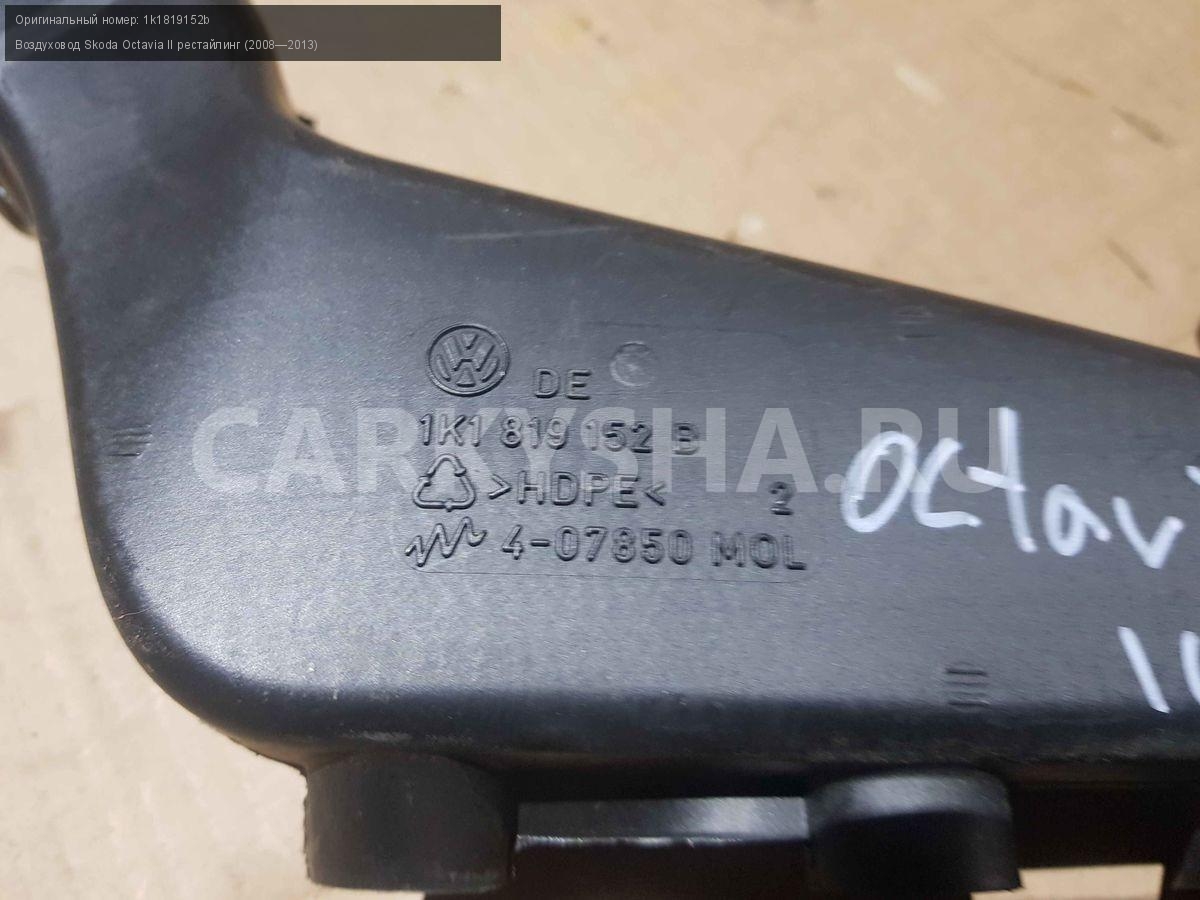 Оригинальный номер: 1k1819152b
Воздуховод Skoda Octavia II рестайлинг (2008—2013)
DE
1K1 819 152 B
CARKYSHA.RU
>HDPE< 2
4-07850 MOL
Octav